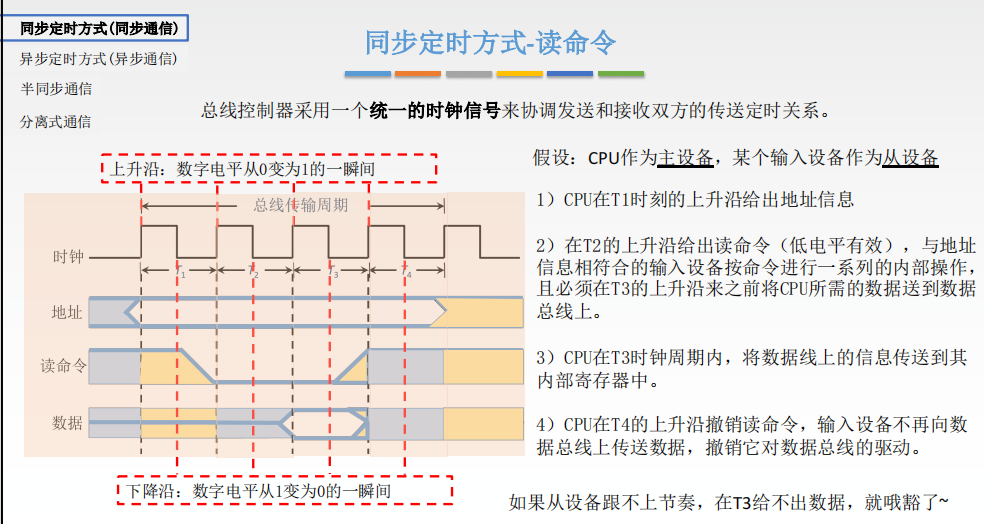 同步定时方式(同步通信)
异步定时方式(异步通信)
半同步通信
分离式通信
同步定时方式-读命令
总线控制器采用一个统一的时钟信号来协调发送和接收双方的传送定时关系。
上升沿：数字电平从0变为1的一瞬间
总线传输周期
时钟
T1
T2
T3
T4
地址
读命令
数据
下降沿：数字电平从1变为0的一瞬间
假设：CPU作为主设备，某个输入设备作为从设备
1）CPU在T1时刻的上升沿给出地址信息
2）在T2的上升沿给出读命令（低电平有效），与地址
信息相符合的输入设备按命令进行一系列的内部操作，
且必须在T3的上升沿来之前将CPU所需的数据送到数据
总线上。
3）CPU在T3时钟周期内，将数据线上的信息传送到其
内部寄存器中。
4）CPU在T4的上升沿撤销读命令，输入设备不再向数
据总线上传送数据，撤销它对数据总线的驱动。
如果从设备跟不上节奏，在T3给不出数据，就哦豁了~